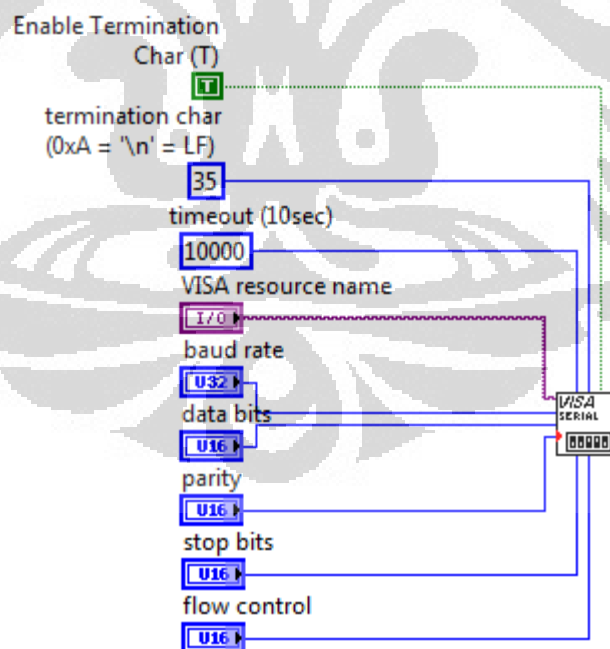 Enable Termination
Char (T)
T
termination char
(0xA = '\n' = LF)
35
timeout (10sec)
10000
VISA resource name
I/O
baud rate
U32
data bits
U16
parity
U16
stop bits
U16
flow control
U16
VISA
SERIAL